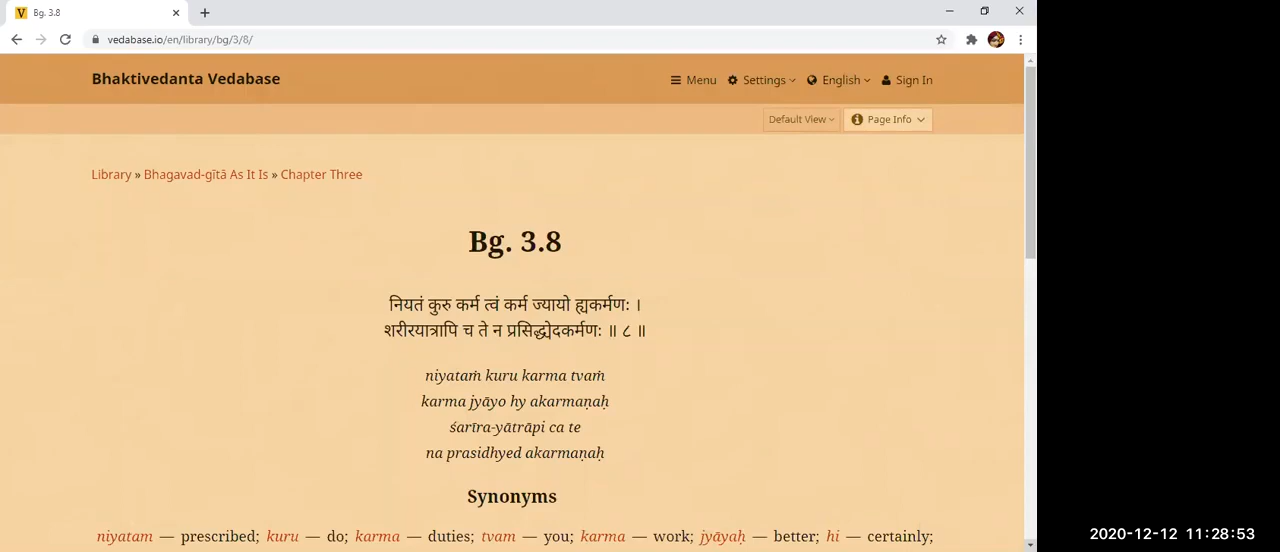 Bg. 3.8
vedabase.io/en/library/bg/3/8/
Bhaktivedanta Vedabase
Menu Settings English Sign In
Default View Page Info
Library » Bhagavad-gītā As It Is » Chapter Three
Bg. 3.8
नियतं कुरु कर्म त्वं कर्म ज्यायो ह्यकर्मणः ।
शरीरयात्रापि च ते न प्रसिद्ध्येदकर्मणः ॥ ८ ॥
niyataṁ kuru karma tvaṁ
karma jyāyo hy akarmaṇaḥ
śarīra-yātrāpi ca te
na prasidhyed akarmaṇaḥ
Synonyms
niyatam — prescribed; kuru — do; karma — duties; tvam — you; karma — work; jyāyaḥ — better; hi — certainly;
2020-12-12 11:28:53